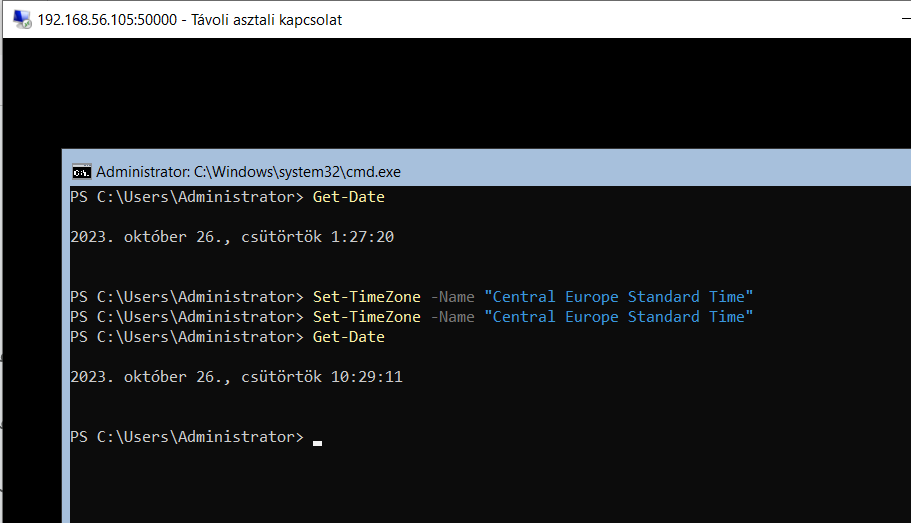 192.168.56.105:50000 - Távoli asztali kapcsolat
Administrator: C:\Windows\system32\cmd.exe
PS C:\Users\Administrator> Get-Date
2023. október 26., csütörtök 1:27:20
PS C:\Users\Administrator> Set-TimeZone -Name "Central Europe Standard Time"
PS C:\Users\Administrator> Set-TimeZone -Name "Central Europe Standard Time"
PS C:\Users\Administrator> Get-Date
2023. október 26., csütörtök 10:29:11
PS C:\Users\Administrator>